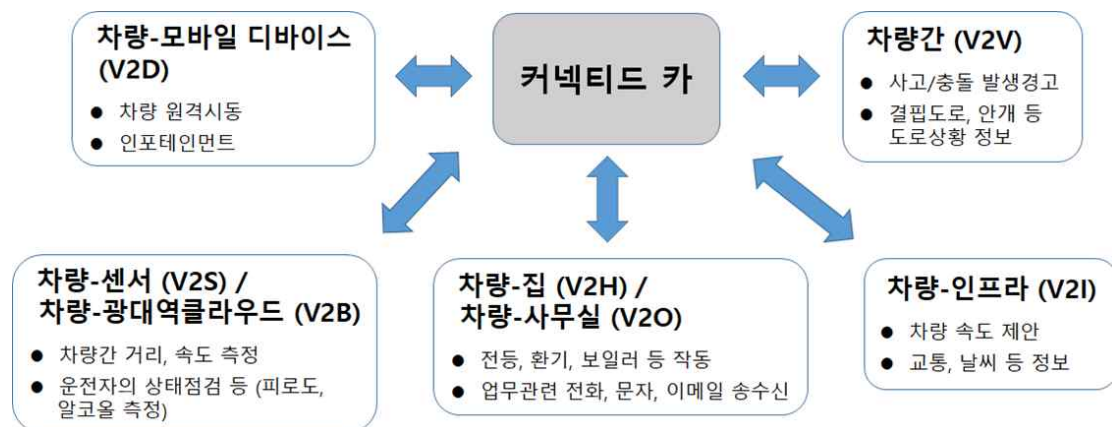 차량-모바일 디바이스
(V2D)
● 차량 원격시동
● 인포테인먼트
커넥티드 카
차량간 (V2V)
● 사고/충돌 발생경고
● 결핍도로, 안개 등
도로상황 정보
차량-센서 (V2S) /
차량-광대역클라우드 (V2B)
● 차량간 거리, 속도 측정
● 운전자의 상태점검 등 (피로도,
알코올 측정)
차량-집 (V2H) /
차량-사무실 (V2O)
● 전등, 환기, 보일러 등 작동
● 업무관련 전화, 문자, 이메일 송수신
차량-인프라 (V2I)
● 차량 속도 제안
● 교통, 날씨 등 정보